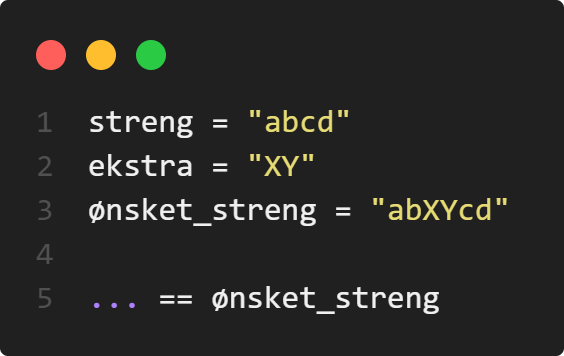 1 streng = "abcd"
2 ekstra = "XY"
3 ønsket_streng = "abXYcd"
4
5 ... == ønsket_streng